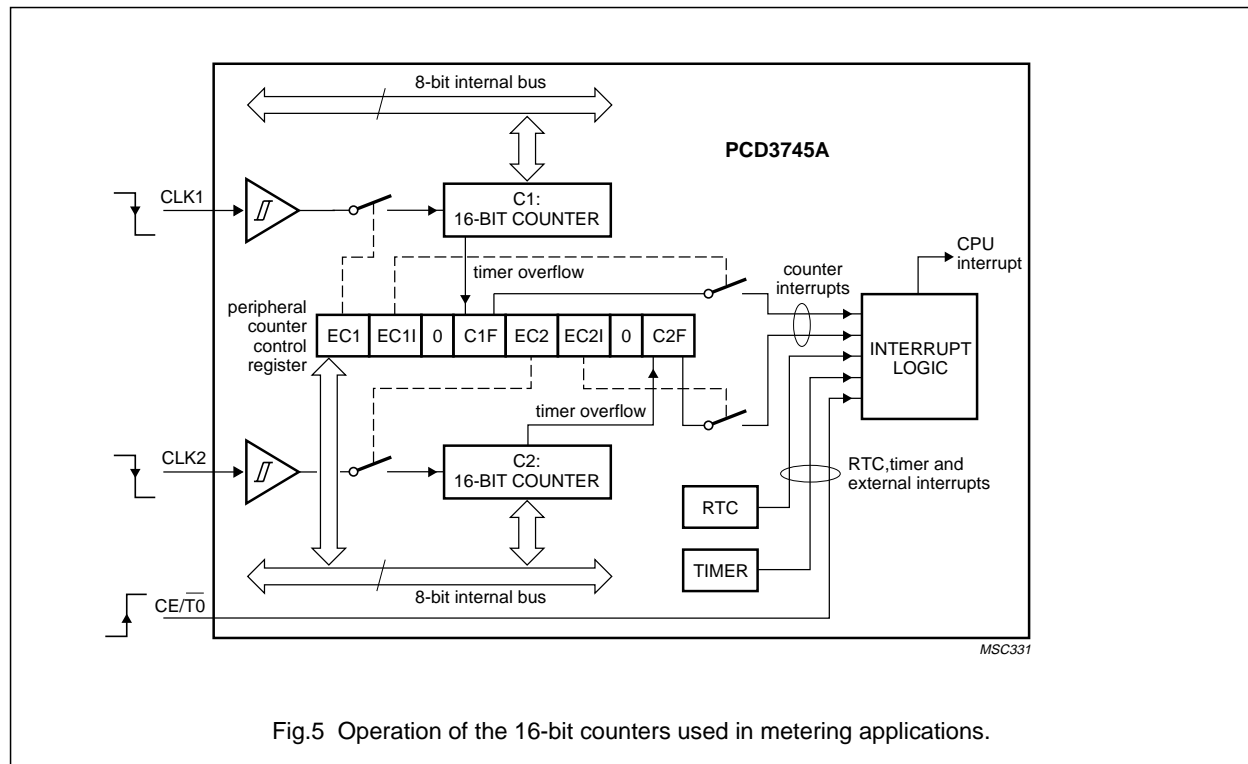 8-bit internal bus
PCD3745A
CLK1
C1:
16-BIT COUNTER
timer overflow
counter
interrupts
CPU
interrupt
peripheral
counter
control
register
EC1 EC1I 0 C1F EC2 EC2I 0 C2F
INTERRUPT
LOGIC
timer overflow
CLK2
C2:
16-BIT COUNTER
RTC,timer and
external interrupts
RTC
TIMER
8-bit internal bus
CE/T̅0̅
MSC331
Fig.5 Operation of the 16-bit counters used in metering applications.